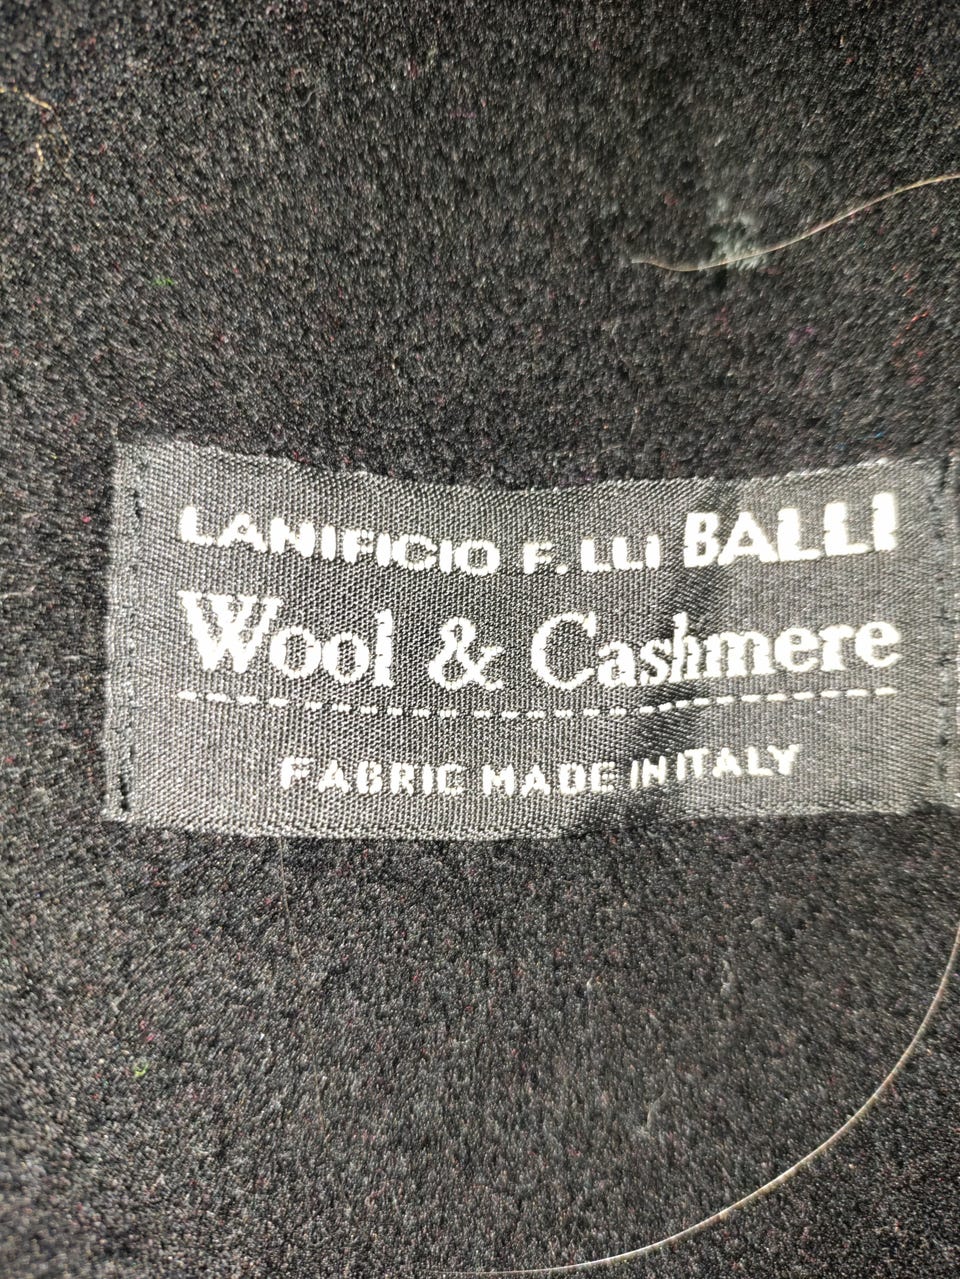 LANIFICIO F.LLI BALLI
Wool & Cashmere
FABRIC MADE IN ITALY